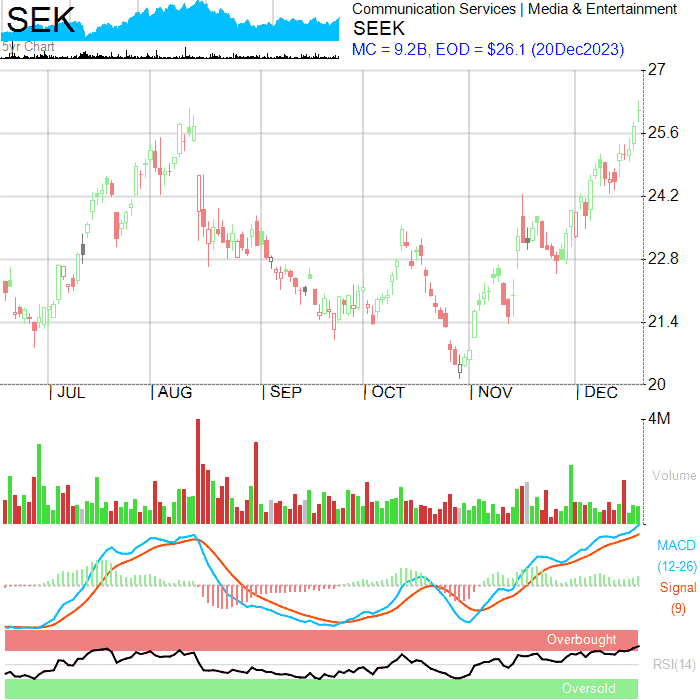 SEK
5yr Chart
Communication Services | Media & Entertainment
SEEK
MC = 9.2B, EOD = $26.1 (20Dec2023)
27
25.6
24.2
22.8
21.4
20
| JUL | AUG | SEP | OCT | NOV | DEC
4M
Volume
MACD
(12-26)
Signal
(9)
Overbought
RSI(14)
Oversold